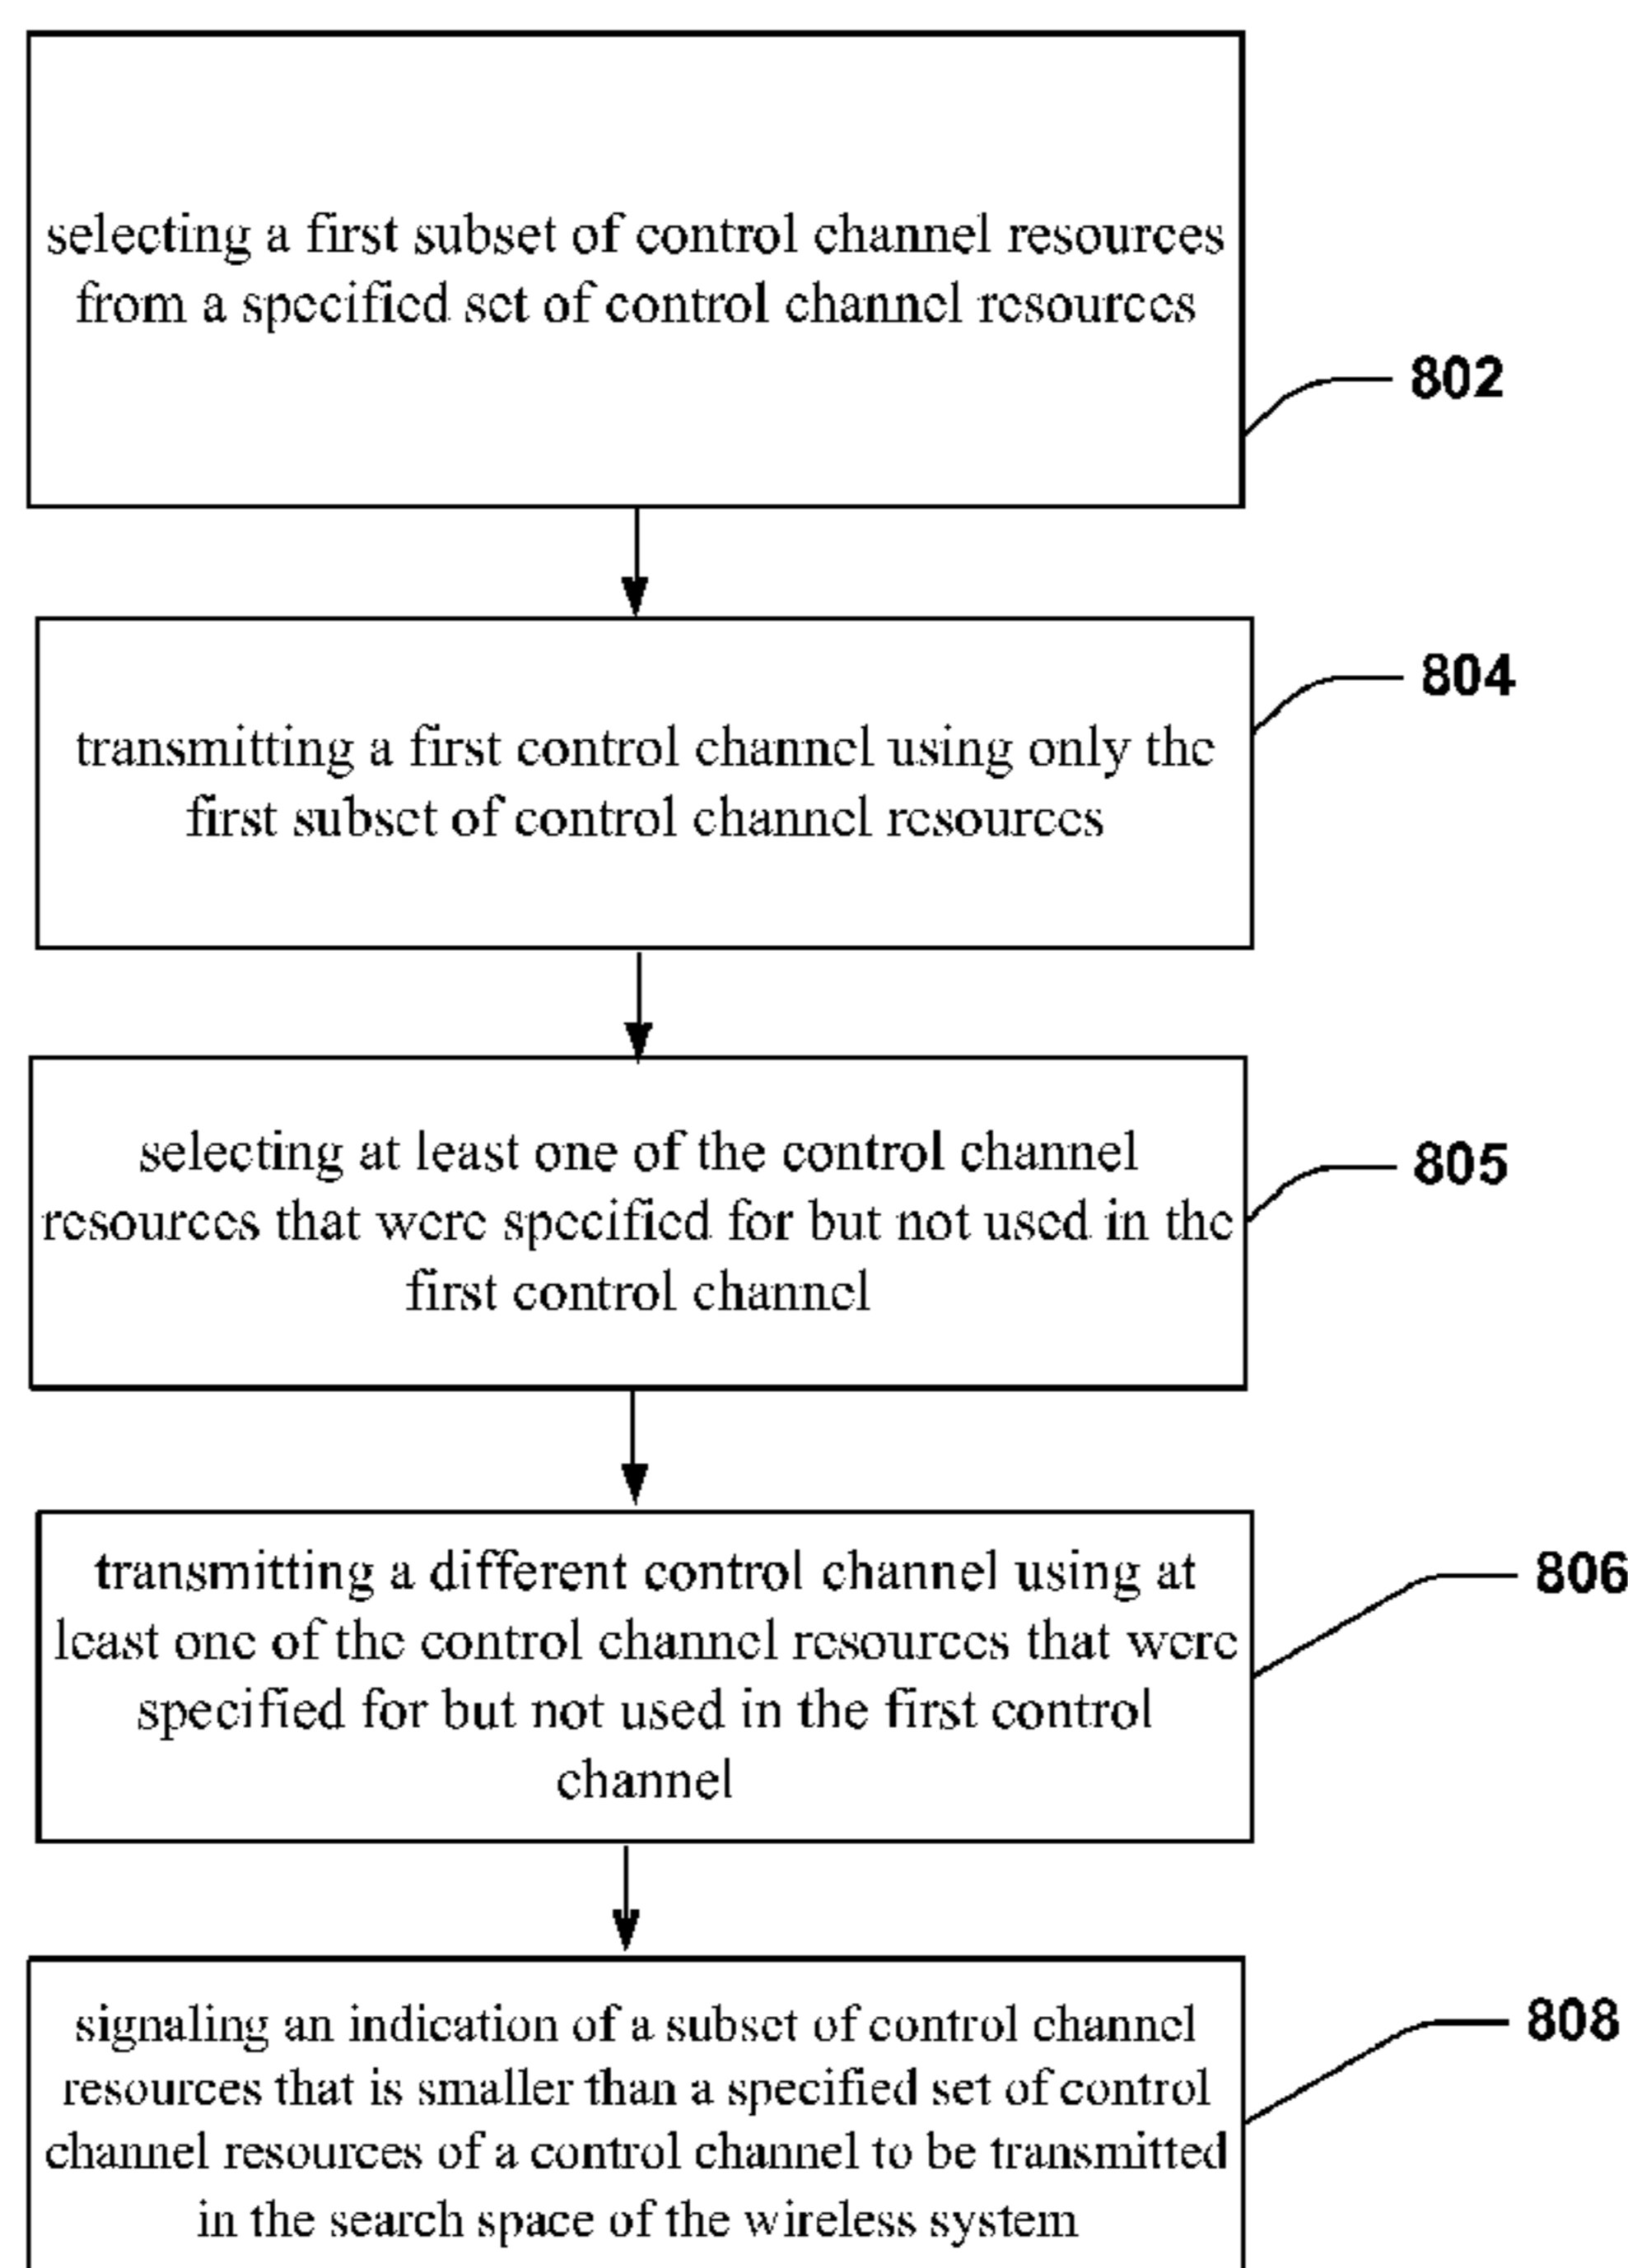 selecting a first subset of control channel resources
from a specified set of control channel resources
802
804
transmitting a first control channel using only the
first subset of control channel resources
selecting at least one of the control channel
resources that were specified for but not used in the
first control channel
805
transmitting a different control channel using at
least one of the control channel resources that were
specified for but not used in the first control
channel
806
signaling an indication of a subset of control channel
resources that is smaller than a specified set of control
channel resources of a control channel to be transmitted
in the search space of the wireless system
808